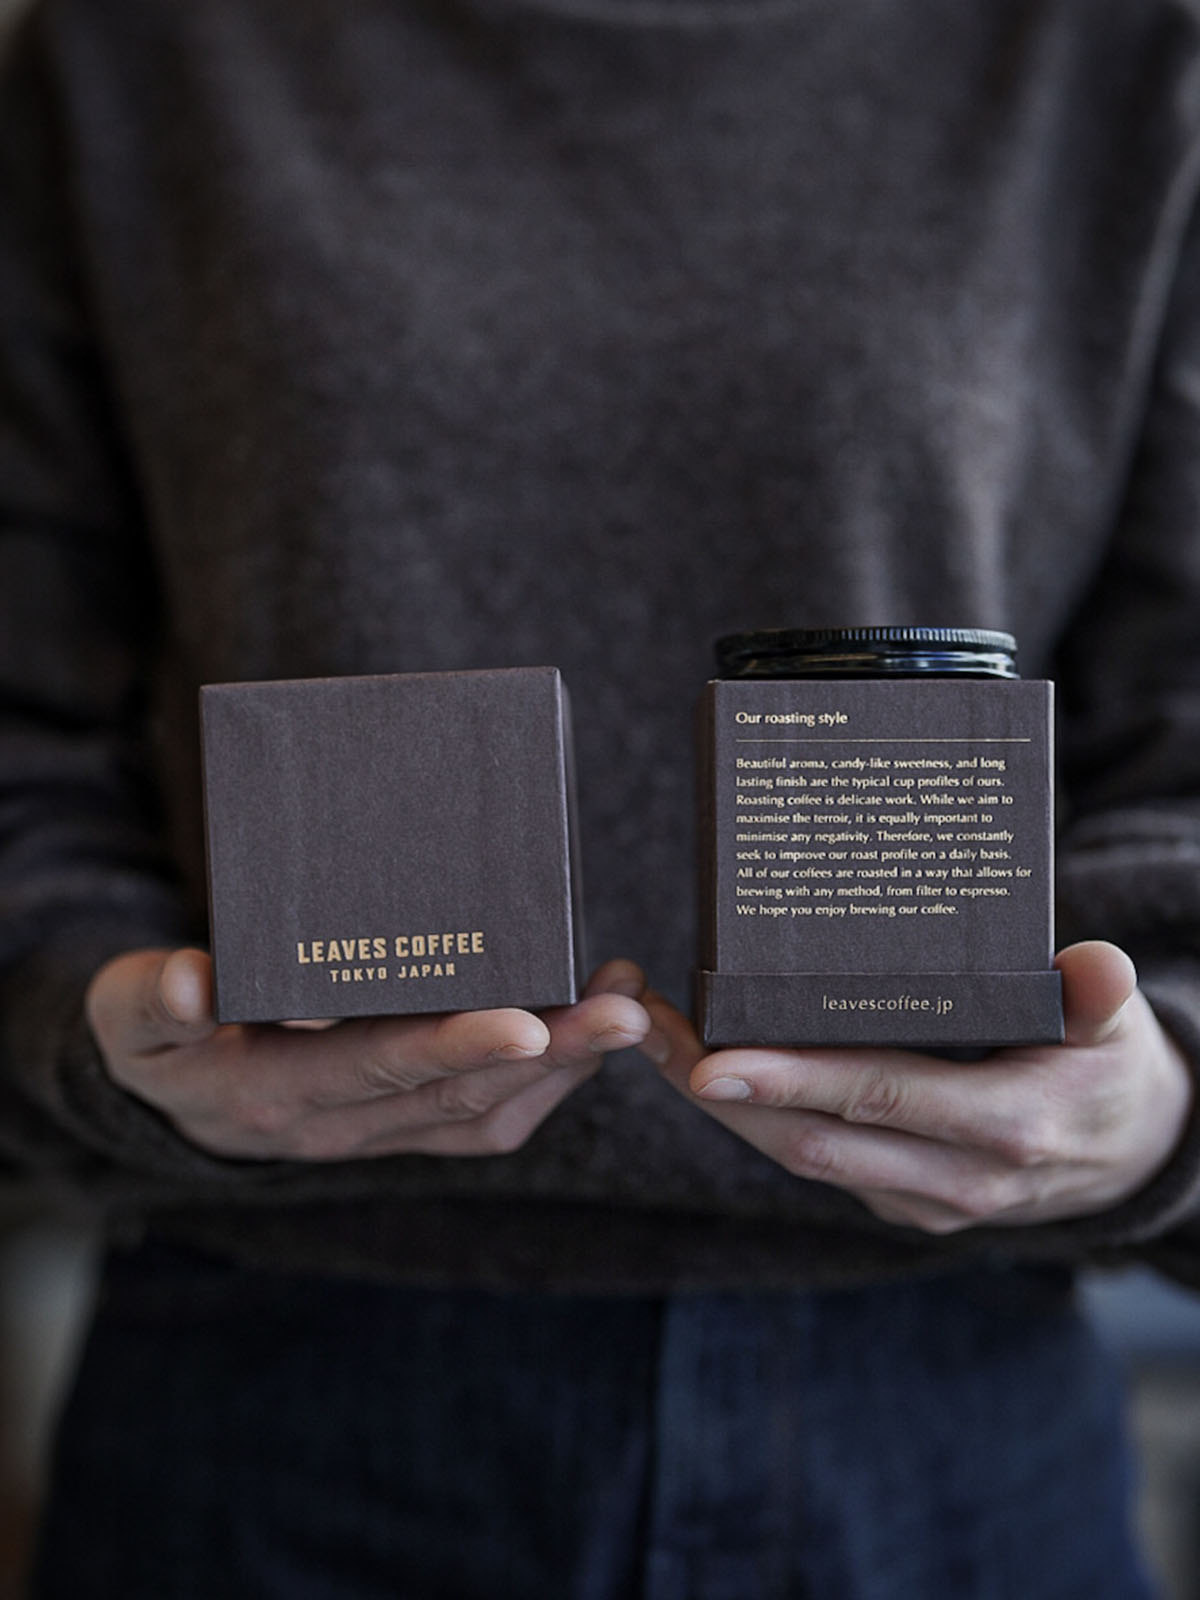 LEAVES COFFEE
TOKYO JAPAN
Our roasting style
Beautiful aroma, candy-like sweetness, and long
lasting finish are the typical cup profiles of ours.
Roasting coffee is delicate work. While we aim to
maximise the terroir, it is equally important to
minimise any negativity. Therefore, we constantly
seek to improve our roast profile on a daily basis.
All of our coffees are roasted in a way that allows for
brewing with any method, from filter to espresso.
We hope you enjoy brewing our coffee.
leavescoffee.jp